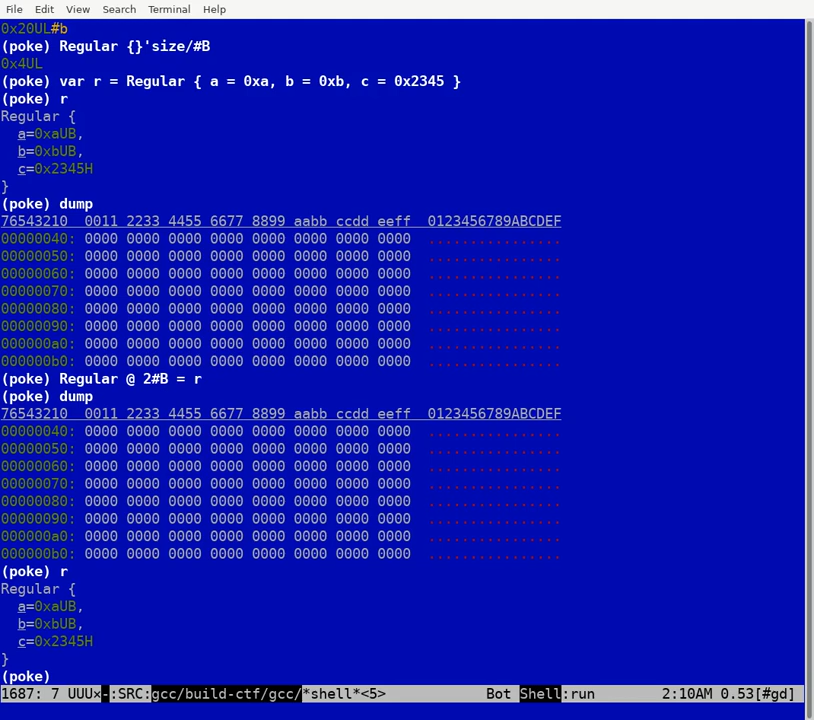 File Edit View Search Terminal Help
0x20UL#b
(poke) Regular {}'size/#B
0x4UL
(poke) var r = Regular { a = 0xa, b = 0xb, c = 0x2345 }
(poke) r
Regular {
  a=0xaUB,
  b=0xbUB,
  c=0x2345H
}
(poke) dump
76543210  0011 2233 4455 6677 8899 aabb ccdd eeff  0123456789ABCDEF
00000040: 0000 0000 0000 0000 0000 0000 0000 0000  ................
00000050: 0000 0000 0000 0000 0000 0000 0000 0000  ................
00000060: 0000 0000 0000 0000 0000 0000 0000 0000  ................
00000070: 0000 0000 0000 0000 0000 0000 0000 0000  ................
00000080: 0000 0000 0000 0000 0000 0000 0000 0000  ................
00000090: 0000 0000 0000 0000 0000 0000 0000 0000  ................
000000a0: 0000 0000 0000 0000 0000 0000 0000 0000  ................
000000b0: 0000 0000 0000 0000 0000 0000 0000 0000  ................
(poke) Regular @ 2#B = r
(poke) dump
76543210  0011 2233 4455 6677 8899 aabb ccdd eeff  0123456789ABCDEF
00000040: 0000 0000 0000 0000 0000 0000 0000 0000  ................
00000050: 0000 0000 0000 0000 0000 0000 0000 0000  ................
00000060: 0000 0000 0000 0000 0000 0000 0000 0000  ................
00000070: 0000 0000 0000 0000 0000 0000 0000 0000  ................
00000080: 0000 0000 0000 0000 0000 0000 0000 0000  ................
00000090: 0000 0000 0000 0000 0000 0000 0000 0000  ................
000000a0: 0000 0000 0000 0000 0000 0000 0000 0000  ................
000000b0: 0000 0000 0000 0000 0000 0000 0000 0000  ................
(poke) r
Regular {
  a=0xaUB,
  b=0xbUB,
  c=0x2345H
}
(poke)
1687: 7 UUU×-:SRC:gcc/build-ctf/gcc/*shell*<5> Bot Shell:run 2:10AM 0.53[#gd]